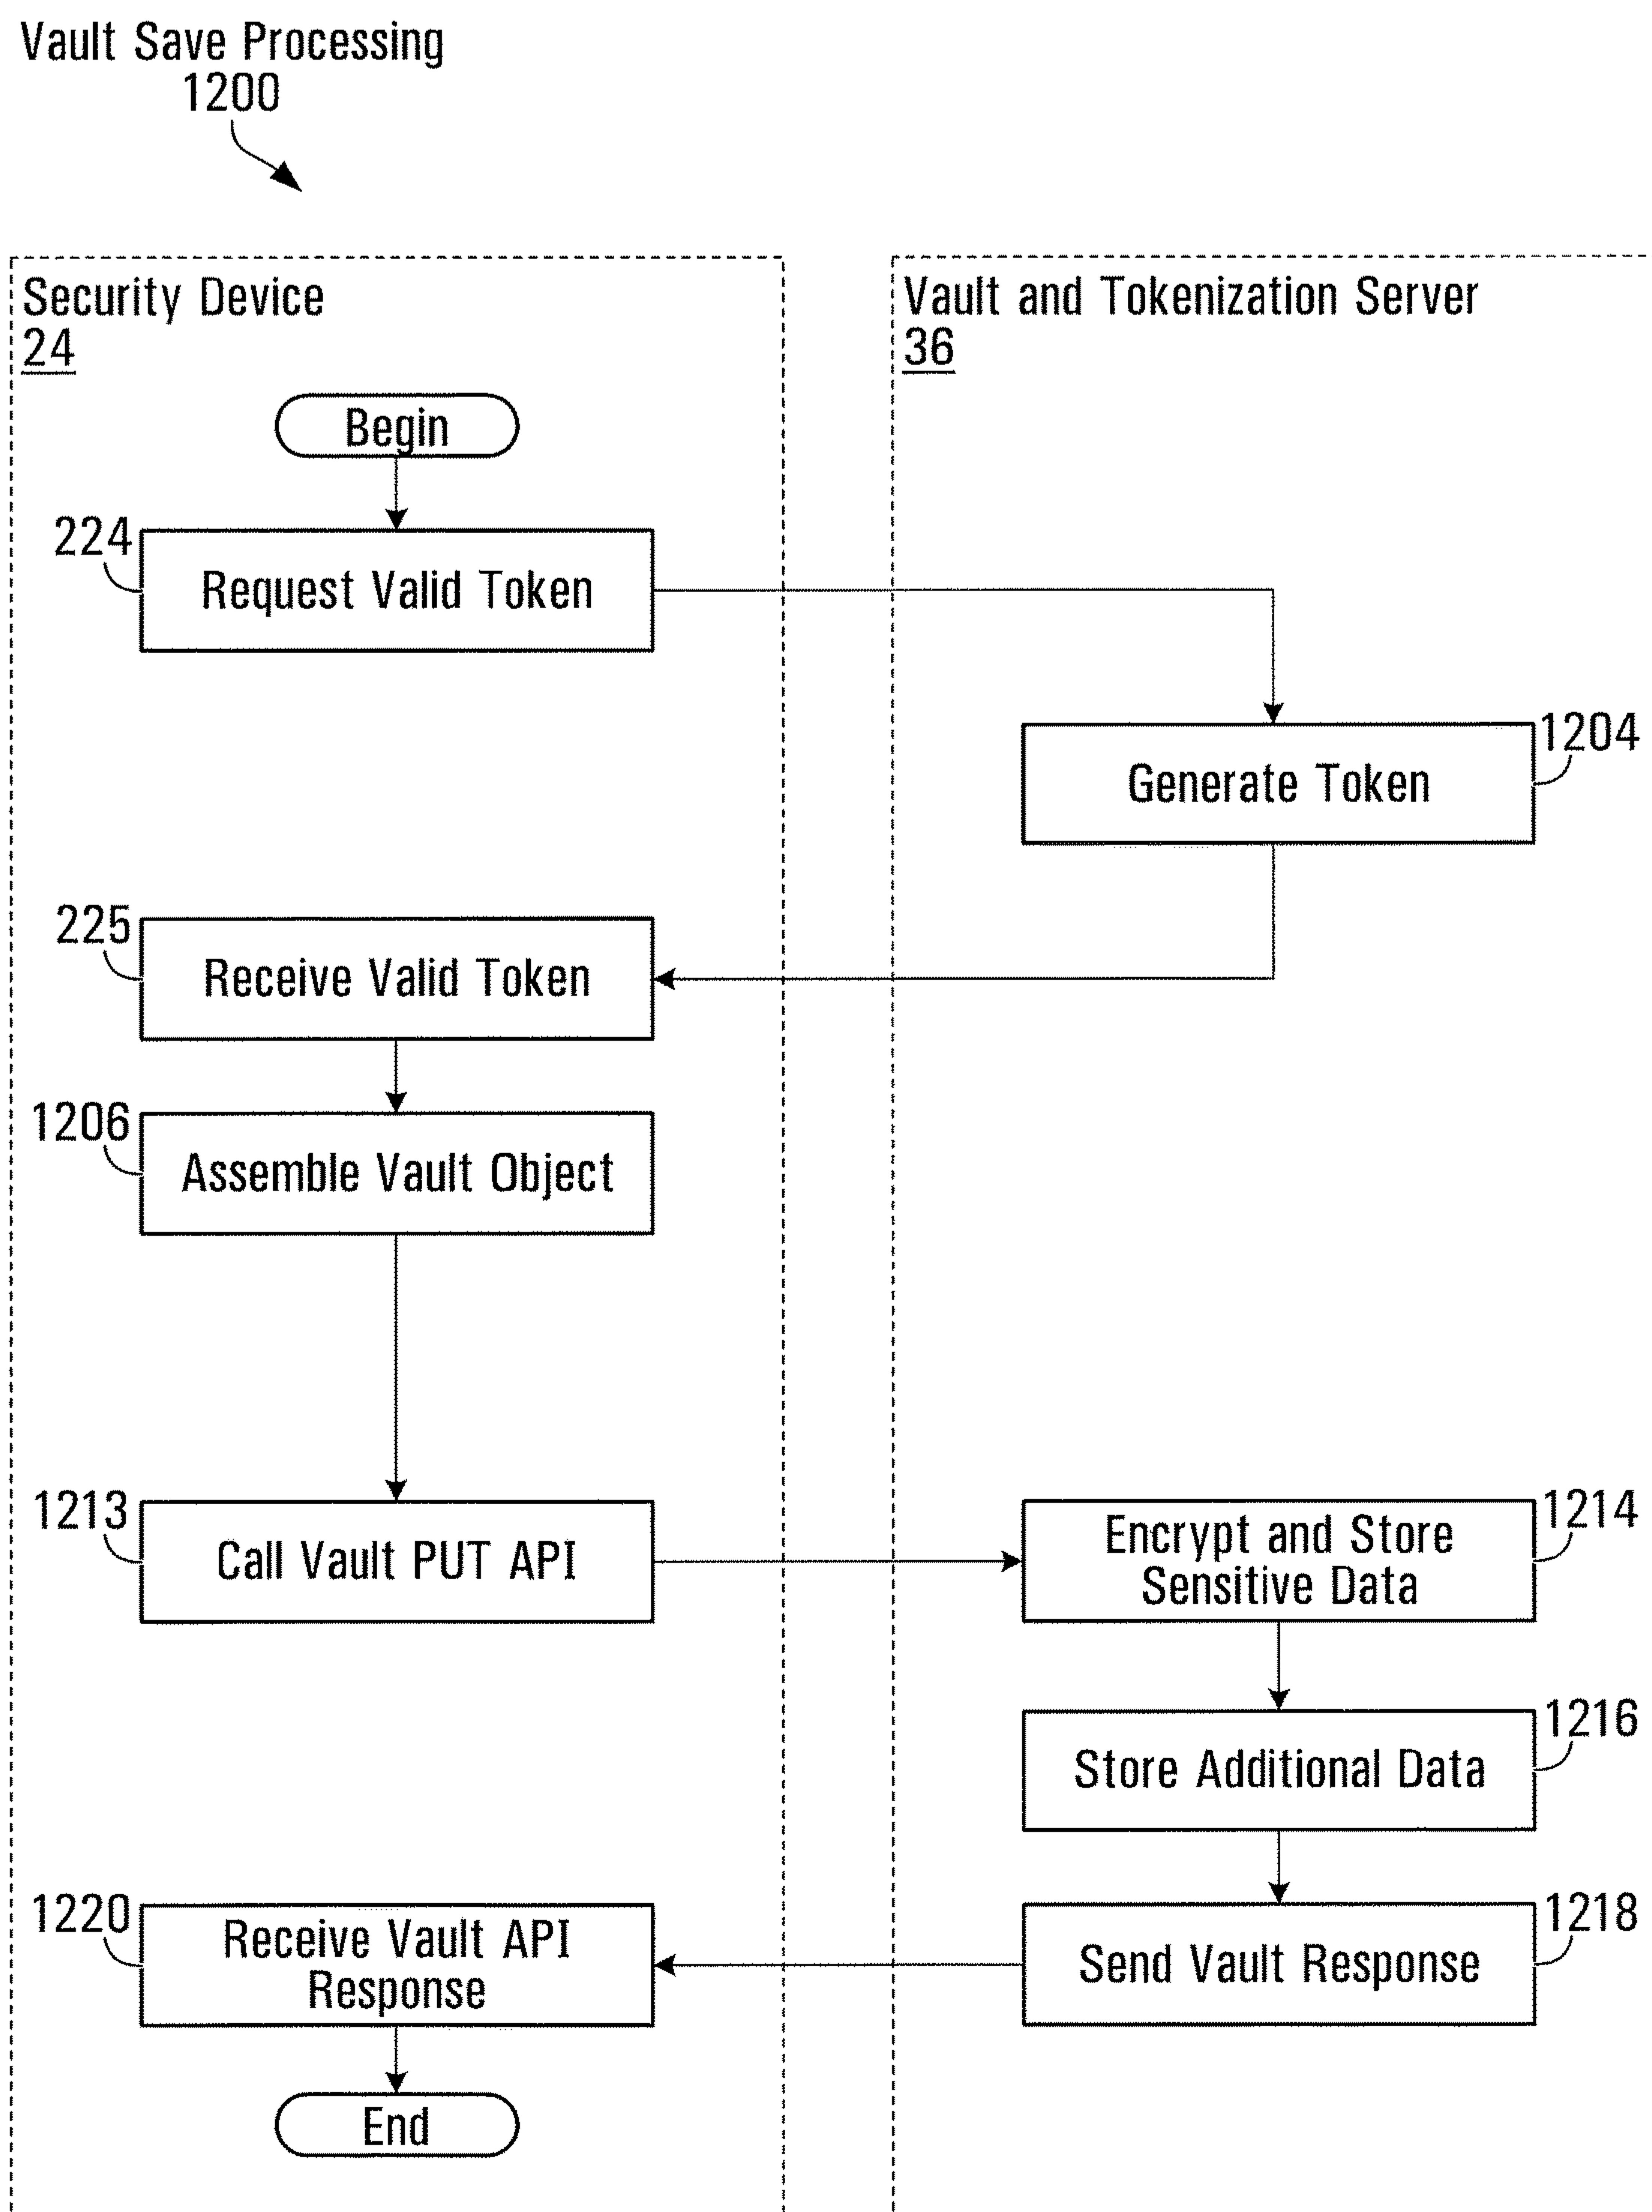 Vault Save Processing
1200
Security Device
24
Vault and Tokenization Server
36
Begin
224
Request Valid Token
1204
Generate Token
225
Receive Valid Token
1206
Assemble Vault Object
1213
Call Vault PUT API
1214
Encrypt and Store
Sensitive Data
1216
Store Additional Data
1218
Send Vault Response
1220
Receive Vault API
Response
End